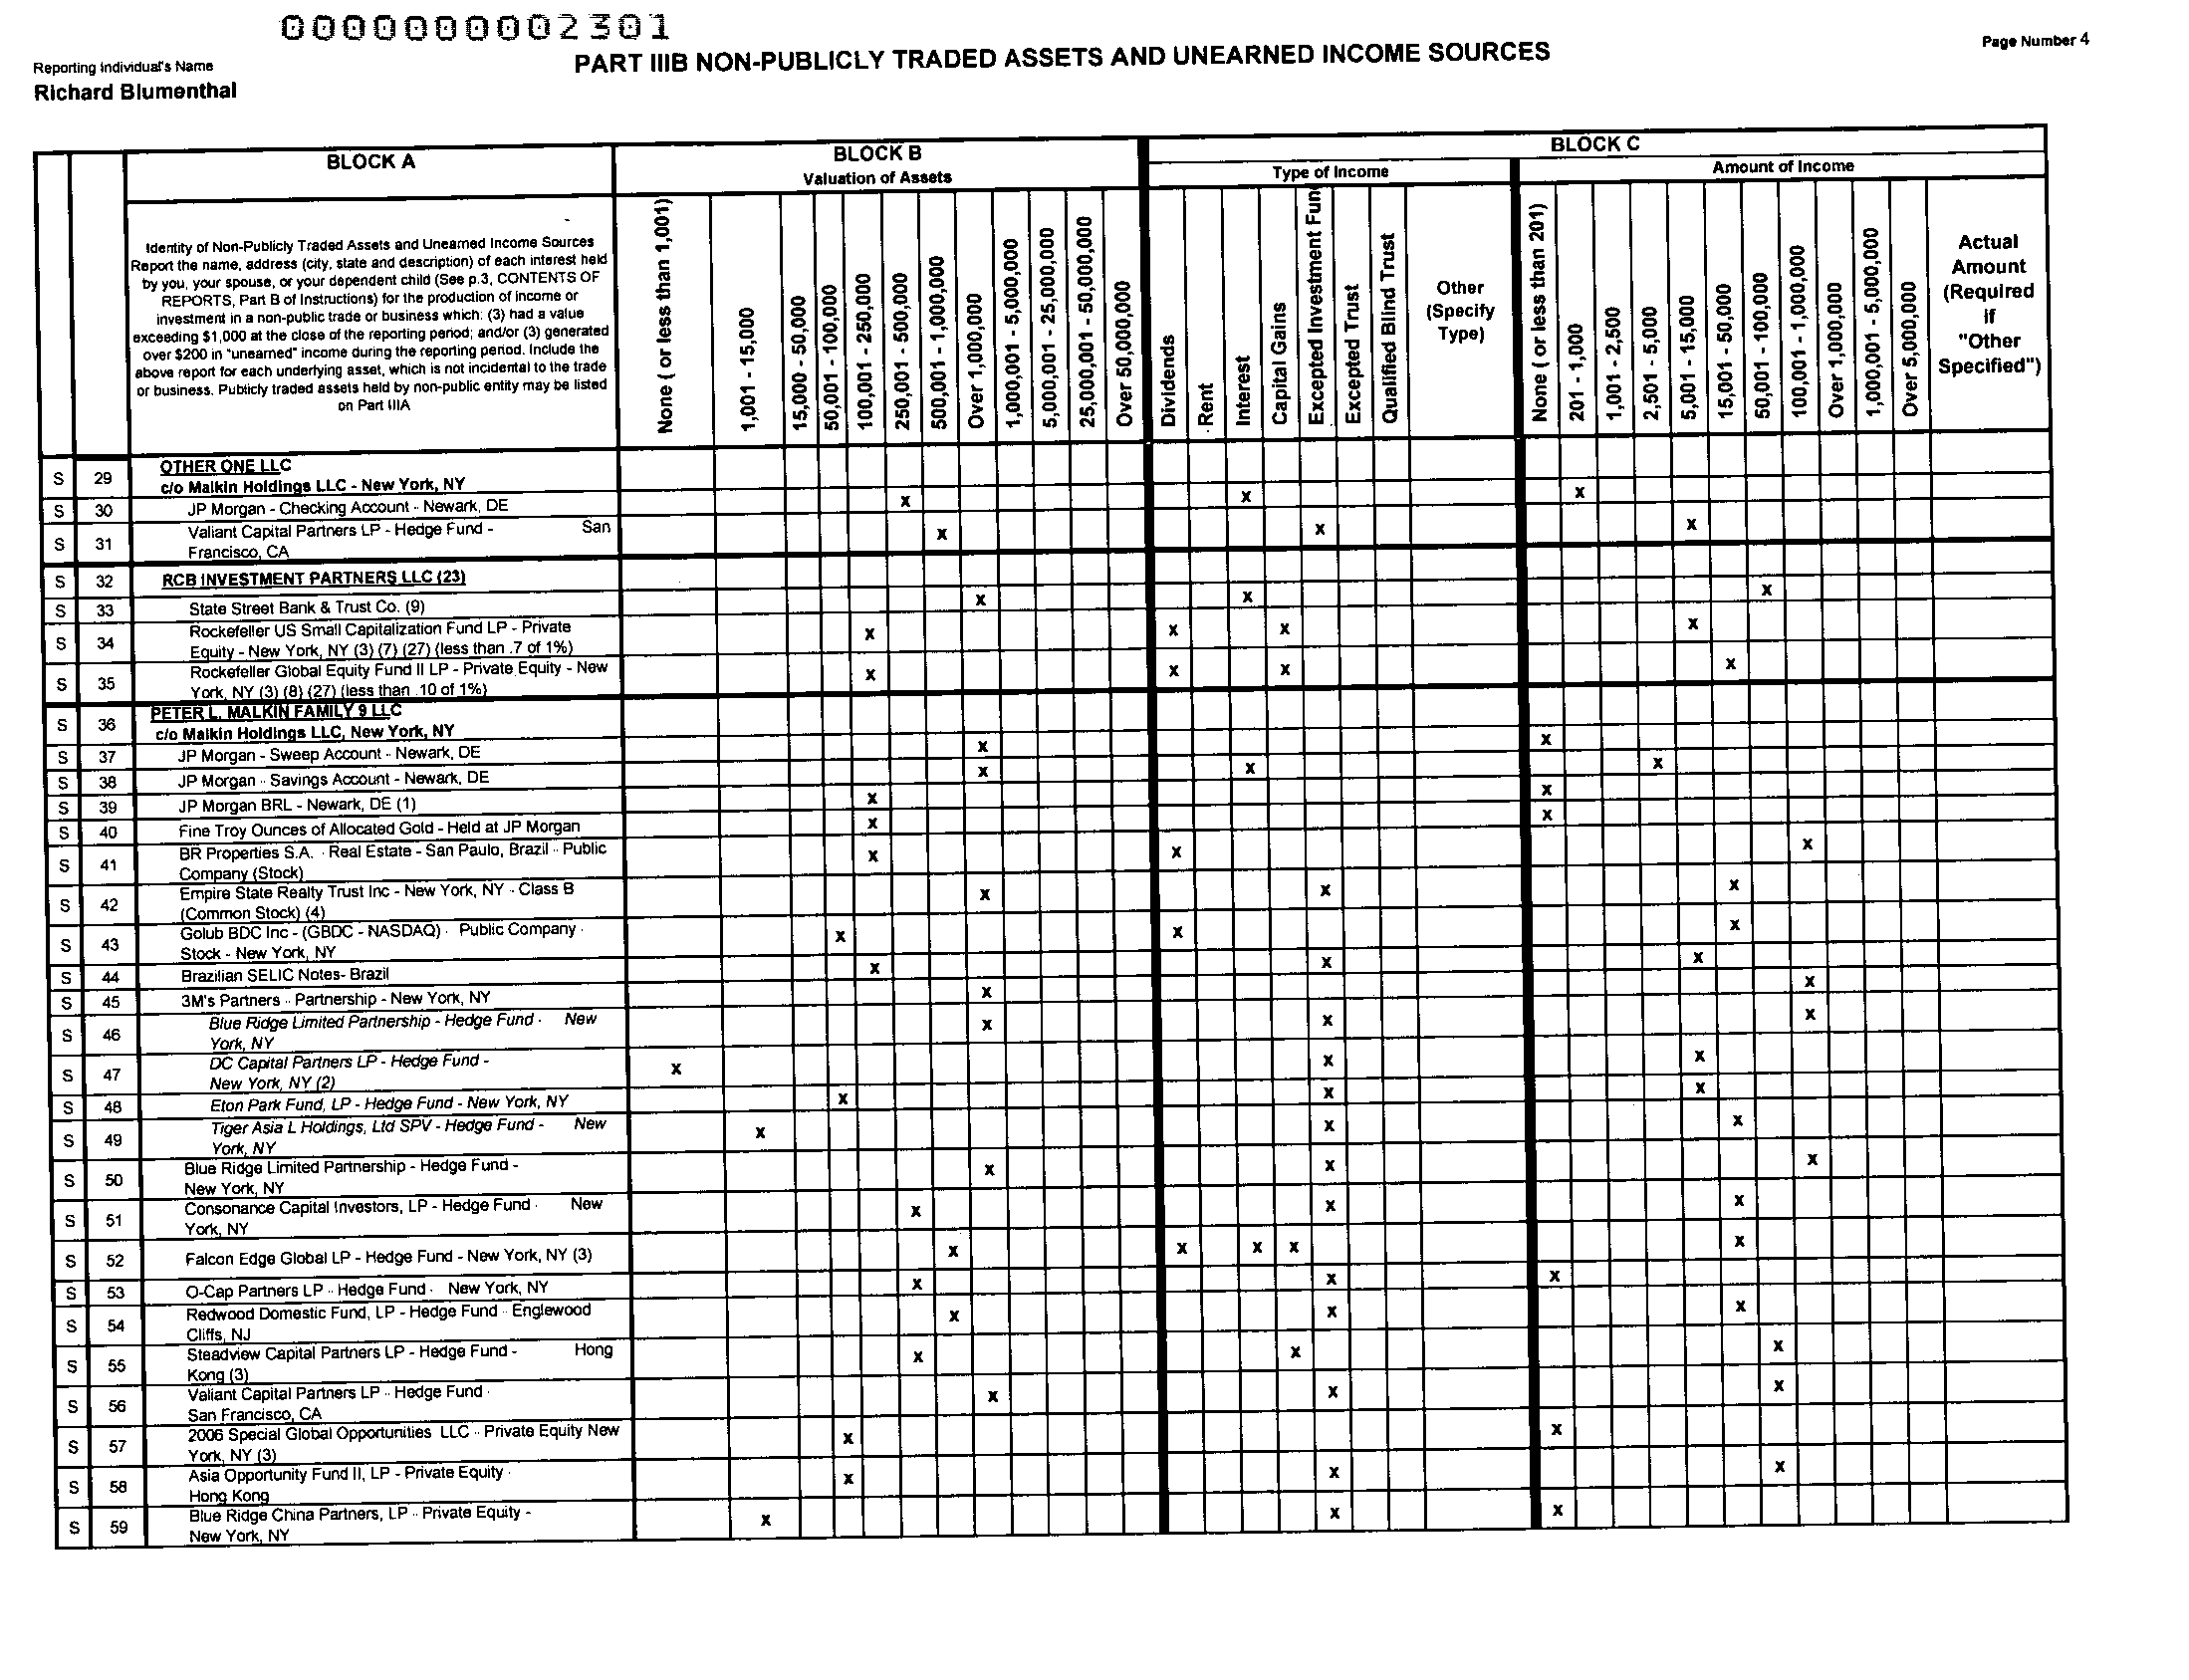 0000000002301
Page Number 4
PART IIIB NON-PUBLICLY TRADED ASSETS AND UNEARNED INCOME SOURCES
Reporting Individual's Name
Richard Blumenthal
BLOCK A
BLOCK B
BLOCK C
Valuation of Assets
Type of Income
Amount of Income
Identity of Non-Publicly Traded Assets and Unearned Income Sources
Report the name, address (city, state and description) of each interest held
by you, your spouse, or your dependent child (See p.3, CONTENTS OF
REPORTS, Part B of Instructions) for the production of income or
investment in a non-public trade or business which: (3) had a value
exceeding $1,000 at the close of the reporting period; and/or (3) generated
over $200 in "unearned" income during the reporting period. Include the
above report for each underlying asset, which is not incidental to the trade
or business. Publicly traded assets held by non-public entity may be listed
on Part IIIA
None ( or less than 1,001)
1,001 - 15,000
15,000 - 50,000
50,001 - 100,000
100,001 - 250,000
250,001 - 500,000
500,001 - 1,000,000
Over 1,000,000
1,000,001 - 5,000,000
5,000,001 - 25,000,000
25,000,001 - 50,000,000
Over 50,000,000
Dividends
Rent
Interest
Capital Gains
Excepted Investment Fun
Excepted Trust
Qualified Blind Trust
Other
(Specify
Type)
None ( or less than 201)
201 - 1,000
1,001 - 2,500
2,501 - 5,000
5,001 - 15,000
15,001 - 50,000
50,001 - 100,000
100,001 - 1,000,000
Over 1,000,000
1,000,001 - 5,000,000
Over 5,000,000
Actual
Amount
(Required
if
"Other
Specified")
S 29 OTHER ONE LLC
c/o Malkin Holdings LLC - New York, NY
S 30 JP Morgan - Checking Account - Newark, DE x x x
S 31 Valiant Capital Partners LP - Hedge Fund - San x x x
Francisco, CA
S 32 RCB INVESTMENT PARTNERS LLC (23)
S 33 State Street Bank & Trust Co. (9) x x x
S 34 Rockefeller US Small Capitalization Fund LP - Private x x x x
Equity - New York, NY (3) (7) (27) (less than .7 of 1%)
S 35 Rockefeller Global Equity Fund II LP - Private Equity - New x x x x
York, NY (3) (8) (27) (less than .10 of 1%)
S 36 PETER L. MALKIN FAMILY 9 LLC
c/o Malkin Holdings LLC, New York, NY
S 37 JP Morgan - Sweep Account - Newark, DE x x
S 38 JP Morgan - Savings Account - Newark, DE x x x
S 39 JP Morgan BRL - Newark, DE (1) x x
S 40 Fine Troy Ounces of Allocated Gold - Held at JP Morgan x x
S 41 BR Properties S.A. - Real Estate - San Paulo, Brazil - Public x x x
Company (Stock)
S 42 Empire State Realty Trust Inc - New York, NY - Class B x x x
(Common Stock) (4)
S 43 Golub BDC Inc - (GBDC - NASDAQ) - Public Company - x x x
Stock - New York, NY
S 44 Brazilian SELIC Notes- Brazil x x x
S 45 3M's Partners - Partnership - New York, NY x x
S 46 Blue Ridge Limited Partnership - Hedge Fund - New x x x
York, NY
S 47 DC Capital Partners LP - Hedge Fund - x x x
New York, NY (2)
S 48 Eton Park Fund, LP - Hedge Fund - New York, NY x x x
S 49 Tiger Asia L Holdings, Ltd SPV - Hedge Fund - New x x x
York, NY
S 50 Blue Ridge Limited Partnership - Hedge Fund - x x x
New York, NY
S 51 Consonance Capital Investors, LP - Hedge Fund - New x x x
York, NY
S 52 Falcon Edge Global LP - Hedge Fund - New York, NY (3) x x x x x
S 53 O-Cap Partners LP - Hedge Fund - New York, NY x x x
S 54 Redwood Domestic Fund, LP - Hedge Fund - Englewood x x x
Cliffs, NJ
S 55 Steadview Capital Partners LP - Hedge Fund - Hong x x x
Kong (3)
S 56 Valiant Capital Partners LP - Hedge Fund - x x x
San Francisco, CA
S 57 2006 Special Global Opportunities LLC - Private Equity New x x
York, NY (3)
S 58 Asia Opportunity Fund II, LP - Private Equity - x x x
Hong Kong
S 59 Blue Ridge China Partners, LP - Private Equity - x x x
New York, NY